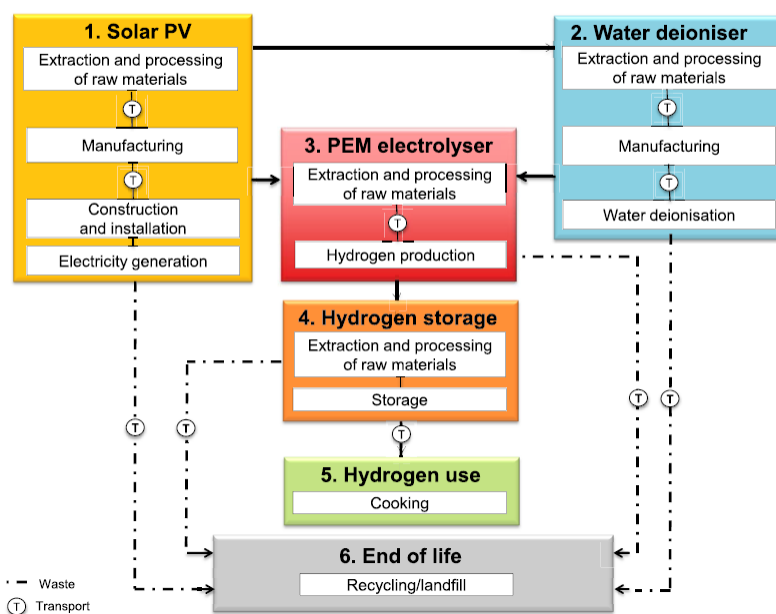 1. Solar PV
Extraction and processing
of raw materials
T
Manufacturing
T
Construction
and installation
Electricity generation
2. Water deioniser
Extraction and processing
of raw materials
T
Manufacturing
T
Water deionisation
3. PEM electrolyser
Extraction and processing
of raw materials
T
Hydrogen production
4. Hydrogen storage
Extraction and processing
of raw materials
Storage
T
T
T
T
T
5. Hydrogen use
Cooking
6. End of life
Recycling/landfill
Waste
T Transport